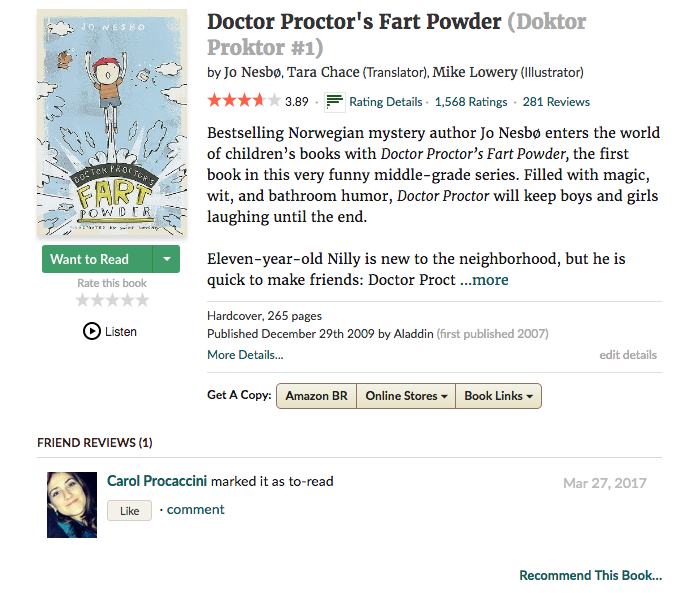 JO NESBØ
DOCTOR PROCTOR'S
FART
POWDER
ILLUSTRATED BY MIKE LOWERY
Want to Read
Rate this book
Listen
Doctor Proctor's Fart Powder (Doktor
Proktor #1)
by Jo Nesbø, Tara Chace (Translator), Mike Lowery (Illustrator)
3.89 · Rating Details · 1,568 Ratings · 281 Reviews
Bestselling Norwegian mystery author Jo Nesbø enters the world
of children's books with Doctor Proctor's Fart Powder, the first
book in this very funny middle-grade series. Filled with magic,
wit, and bathroom humor, Doctor Proctor will keep boys and girls
laughing until the end.
Eleven-year-old Nilly is new to the neighborhood, but he is
quick to make friends: Doctor Proct ...more
Hardcover, 265 pages
Published December 29th 2009 by Aladdin (first published 2007)
More Details... edit details
Get A Copy: Amazon BR Online Stores Book Links
FRIEND REVIEWS (1)
Carol Procaccini marked it as to-read Mar 27, 2017
Like · comment
Recommend This Book...